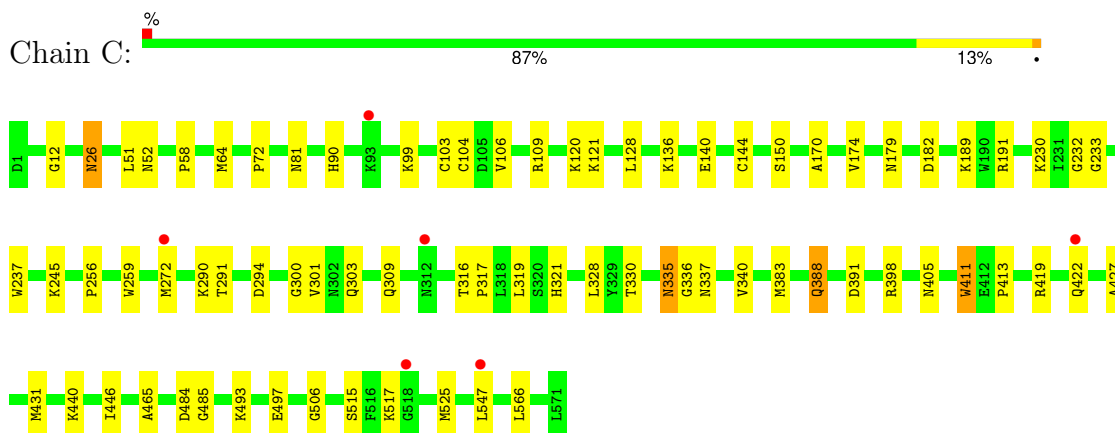 %
Chain C:
87%
13%
•
D1 G12 N26 L51 N52 P58 M64 P72 N81 H90 K93 K99 C103 C104 D105 V106 R109 K120 K121 L128 K136 E140 C144 S150 A170 V174 N179 D182 K189 W190 R191 K230 I231 G232 G233
W237 K245 P256 W259 M272 K290 T291 D294 G300 V301 N302 Q303 Q309 N312 T316 P317 L318 L319 S320 H321 L328 Y329 T330 N335 G336 N337 V340 M383 Q388 D391 R398 N405 W411 E412 P413 R419 Q422 A427
M431 K440 I446 A465 D484 G485 K493 E497 G506 S515 F516 K517 G518 M525 L547 L566 L571